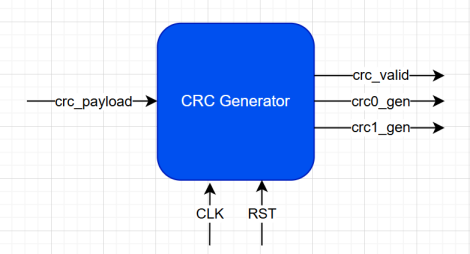 crc_valid
crc_payload
CRC Generator
crc0_gen
crc1_gen
CLK
RST